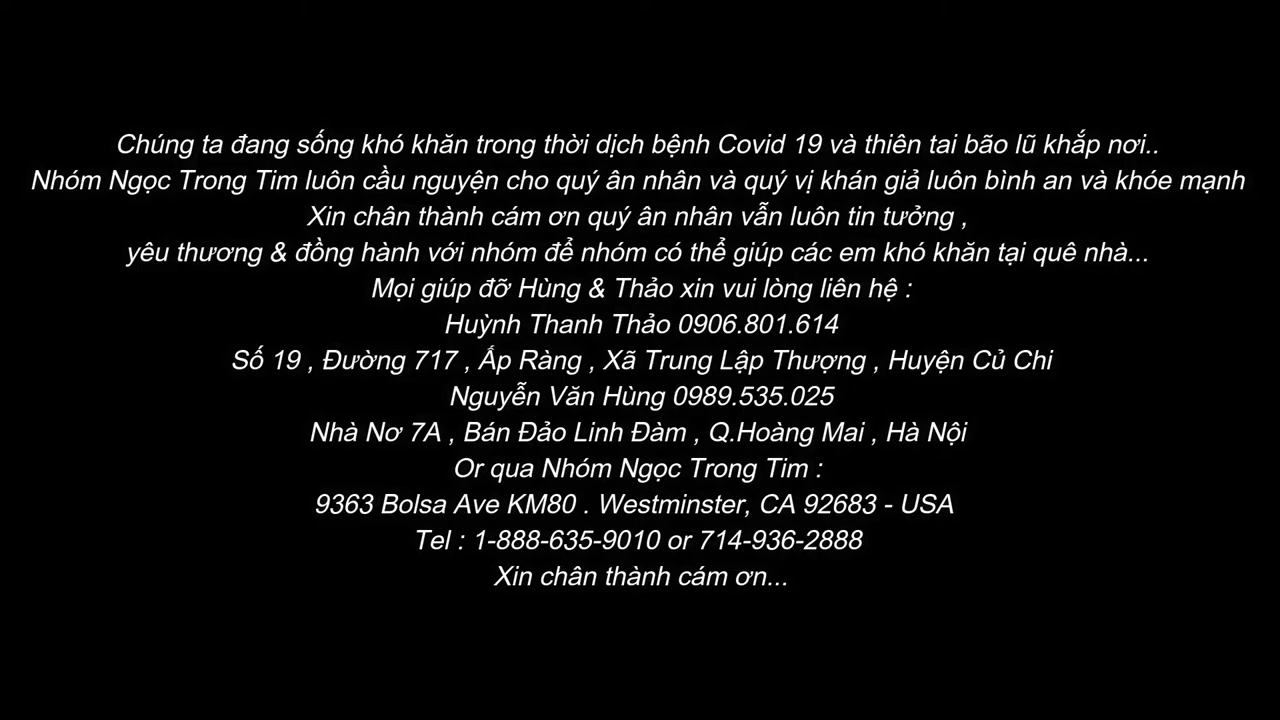 Chúng ta đang sống khó khăn trong thời dịch bệnh Covid 19 và thiên tai bão lũ khắp nơi..
Nhóm Ngọc Trong Tim luôn cầu nguyện cho quý ân nhân và quý vị khán giả luôn bình an và khóe mạnh
Xin chân thành cám ơn quý ân nhân vẫn luôn tin tưởng ,
yêu thương & đồng hành với nhóm để nhóm có thể giúp các em khó khăn tại quê nhà...
Mọi giúp đỡ Hùng & Thảo xin vui lòng liên hệ :
Huỳnh Thanh Thảo 0906.801.614
Số 19 , Đường 717 , Ấp Ràng , Xã Trung Lập Thượng , Huyện Củ Chi
Nguyễn Văn Hùng 0989.535.025
Nhà Nơ 7A , Bán Đảo Linh Đàm , Q.Hoàng Mai , Hà Nội
Or qua Nhóm Ngọc Trong Tim :
9363 Bolsa Ave KM80 . Westminster, CA 92683 - USA
Tel : 1-888-635-9010 or 714-936-2888
Xin chân thành cám ơn...